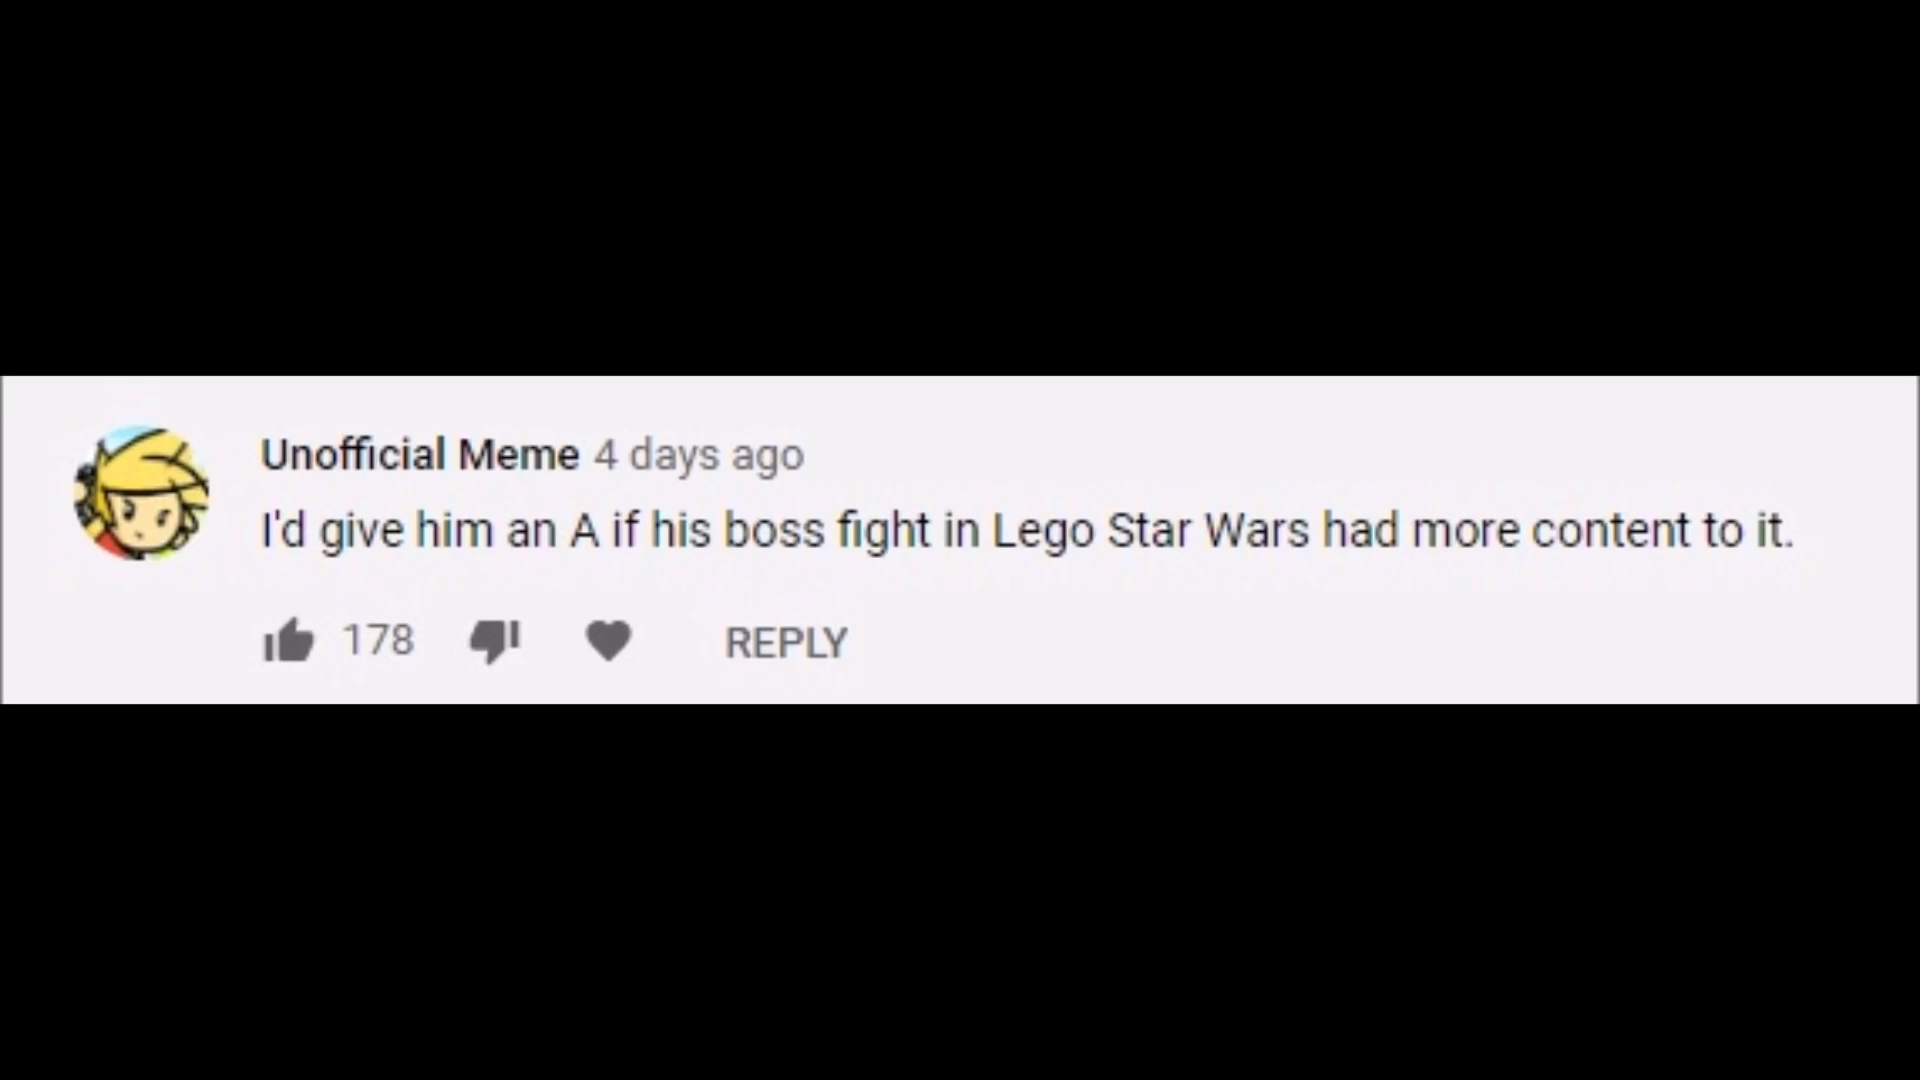 Unofficial Meme 4 days ago
I'd give him an A if his boss fight in Lego Star Wars had more content to it.
178 REPLY